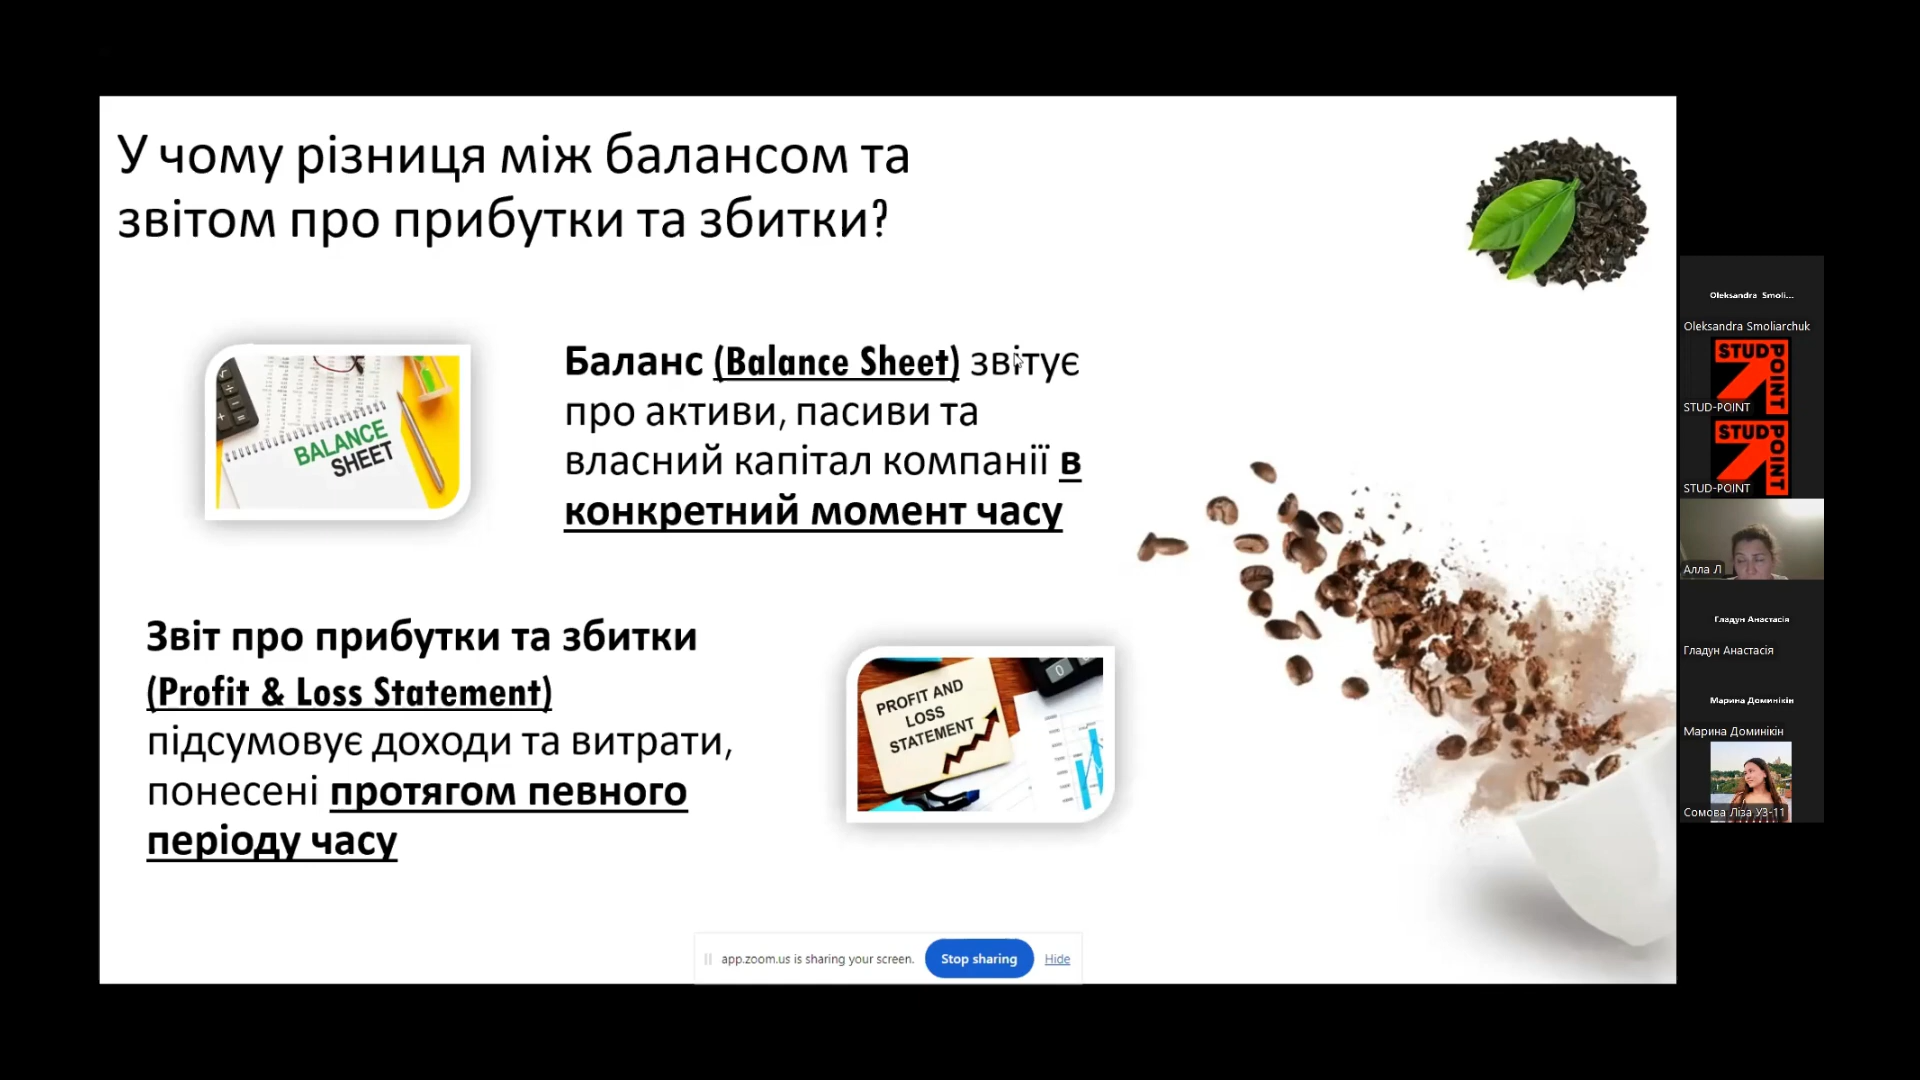 У чому різниця між балансом та
звітом про прибутки та збитки?
BALANCE
SHEET
Баланс (Balance Sheet) звітує
про активи, пасиви та
власний капітал компанії в
конкретний момент часу
Звіт про прибутки та збитки
(Profit & Loss Statement)
підсумовує доходи та витрати,
понесені протягом певного
періоду часу
PROFIT AND
LOSS
STATEMENT
app.zoom.us is sharing your screen.
Stop sharing
Hide
Oleksandra Smoli...
Oleksandra Smoliarchuk
STUD
POINT
STUD-POINT
STUD
POINT
STUD-POINT
Алла Л
Гладун Анастасія
Гладун Анастасія
Марина Доминікін
Марина Доминікін
Сомова Ліза УЗ-11